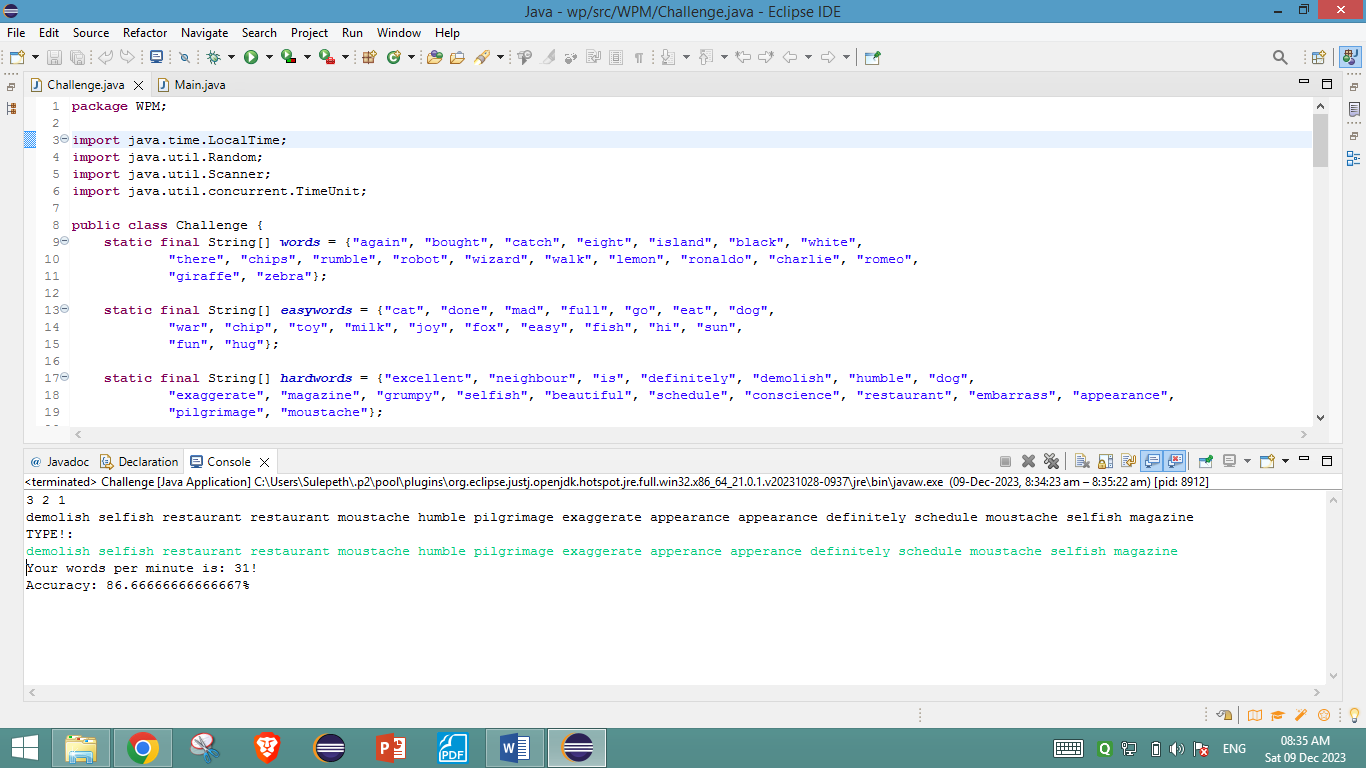 Java - wp/src/WPM/Challenge.java - Eclipse IDE
File Edit Source Refactor Navigate Search Project Run Window Help
Challenge.java Main.java
1 package WPM;
2
3 import java.time.LocalTime;
4 import java.util.Random;
5 import java.util.Scanner;
6 import java.util.concurrent.TimeUnit;
7
8 public class Challenge {
9 static final String[] words = {"again", "bought", "catch", "eight", "island", "black", "white",
10 "there", "chips", "rumble", "robot", "wizard", "walk", "lemon", "ronaldo", "charlie", "romeo",
11 "giraffe", "zebra"};
12
13 static final String[] easywords = {"cat", "done", "mad", "full", "go", "eat", "dog",
14 "war", "chip", "toy", "milk", "joy", "fox", "easy", "fish", "hi", "sun",
15 "fun", "hug"};
16
17 static final String[] hardwords = {"excellent", "neighbour", "is", "definitely", "demolish", "humble", "dog",
18 "exaggerate", "magazine", "grumpy", "selfish", "beautiful", "schedule", "conscience", "restaurant", "embarrass", "appearance",
19 "pilgrimage", "moustache"};
@ Javadoc Declaration Console
<terminated> Challenge [Java Application] C:\Users\Sulepeth\.p2\pool\plugins\org.eclipse.justj.openjdk.hotspot.jre.full.win32.x86_64_21.0.1.v20231028-0937\jre\bin\javaw.exe (09-Dec-2023, 8:34:23 am – 8:35:22 am) [pid: 8912]
3 2 1
demolish selfish restaurant restaurant moustache humble pilgrimage exaggerate appearance appearance definitely schedule moustache selfish magazine
TYPE!:
demolish selfish restaurant restaurant moustache humble pilgrimage exaggerate apperance apperance definitely schedule moustache selfish magazine
Your words per minute is: 31!
Accuracy: 86.66666666666667%
PDF
ENG
08:35 AM
Sat 09 Dec 2023